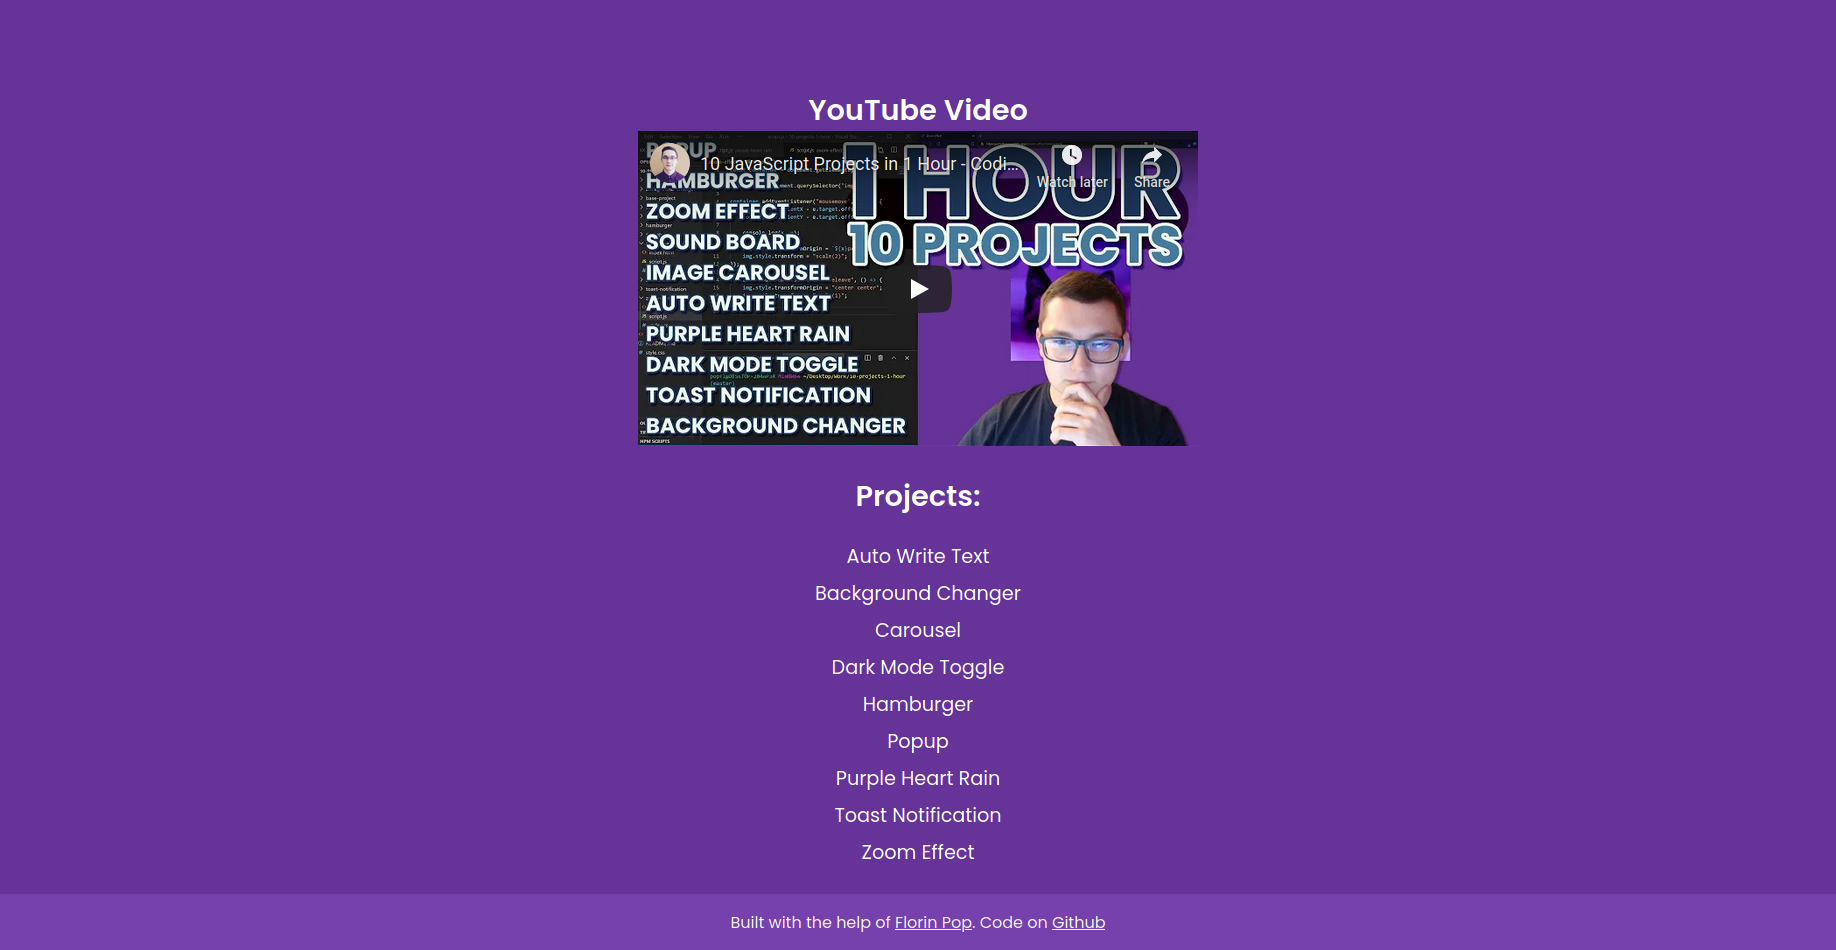 YouTube Video
10 JavaScript Projects in 1 Hour - Codi...
Watch later
Share
POPUP
HAMBURGER
ZOOM EFFECT
SOUND BOARD
IMAGE CAROUSEL
AUTO WRITE TEXT
PURPLE HEART RAIN
DARK MODE TOGGLE
TOAST NOTIFICATION
BACKGROUND CHANGER
1 HOUR
10 PROJECTS
Projects:
Auto Write Text
Background Changer
Carousel
Dark Mode Toggle
Hamburger
Popup
Purple Heart Rain
Toast Notification
Zoom Effect
Built with the help of Florin Pop. Code on Github